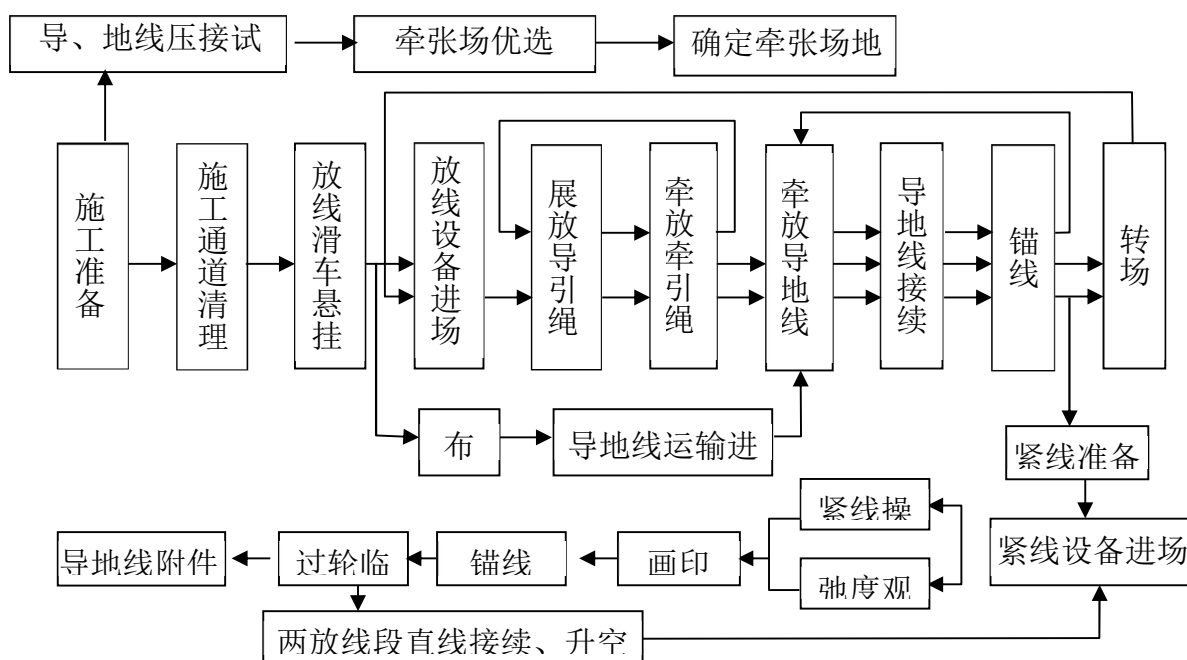 导、地线压接试
牵张场优选
确定牵张场地
施工准备
施工通道清理
放线滑车悬挂
放线设备进场
展放导引绳
牵放牵引绳
牵放导地线
导地线接续
锚线
转场
布
导地线运输进
紧线准备
紧线操
导地线附件
过轮临
锚线
画印
弛度观
紧线设备进场
两放线段直线接续、升空